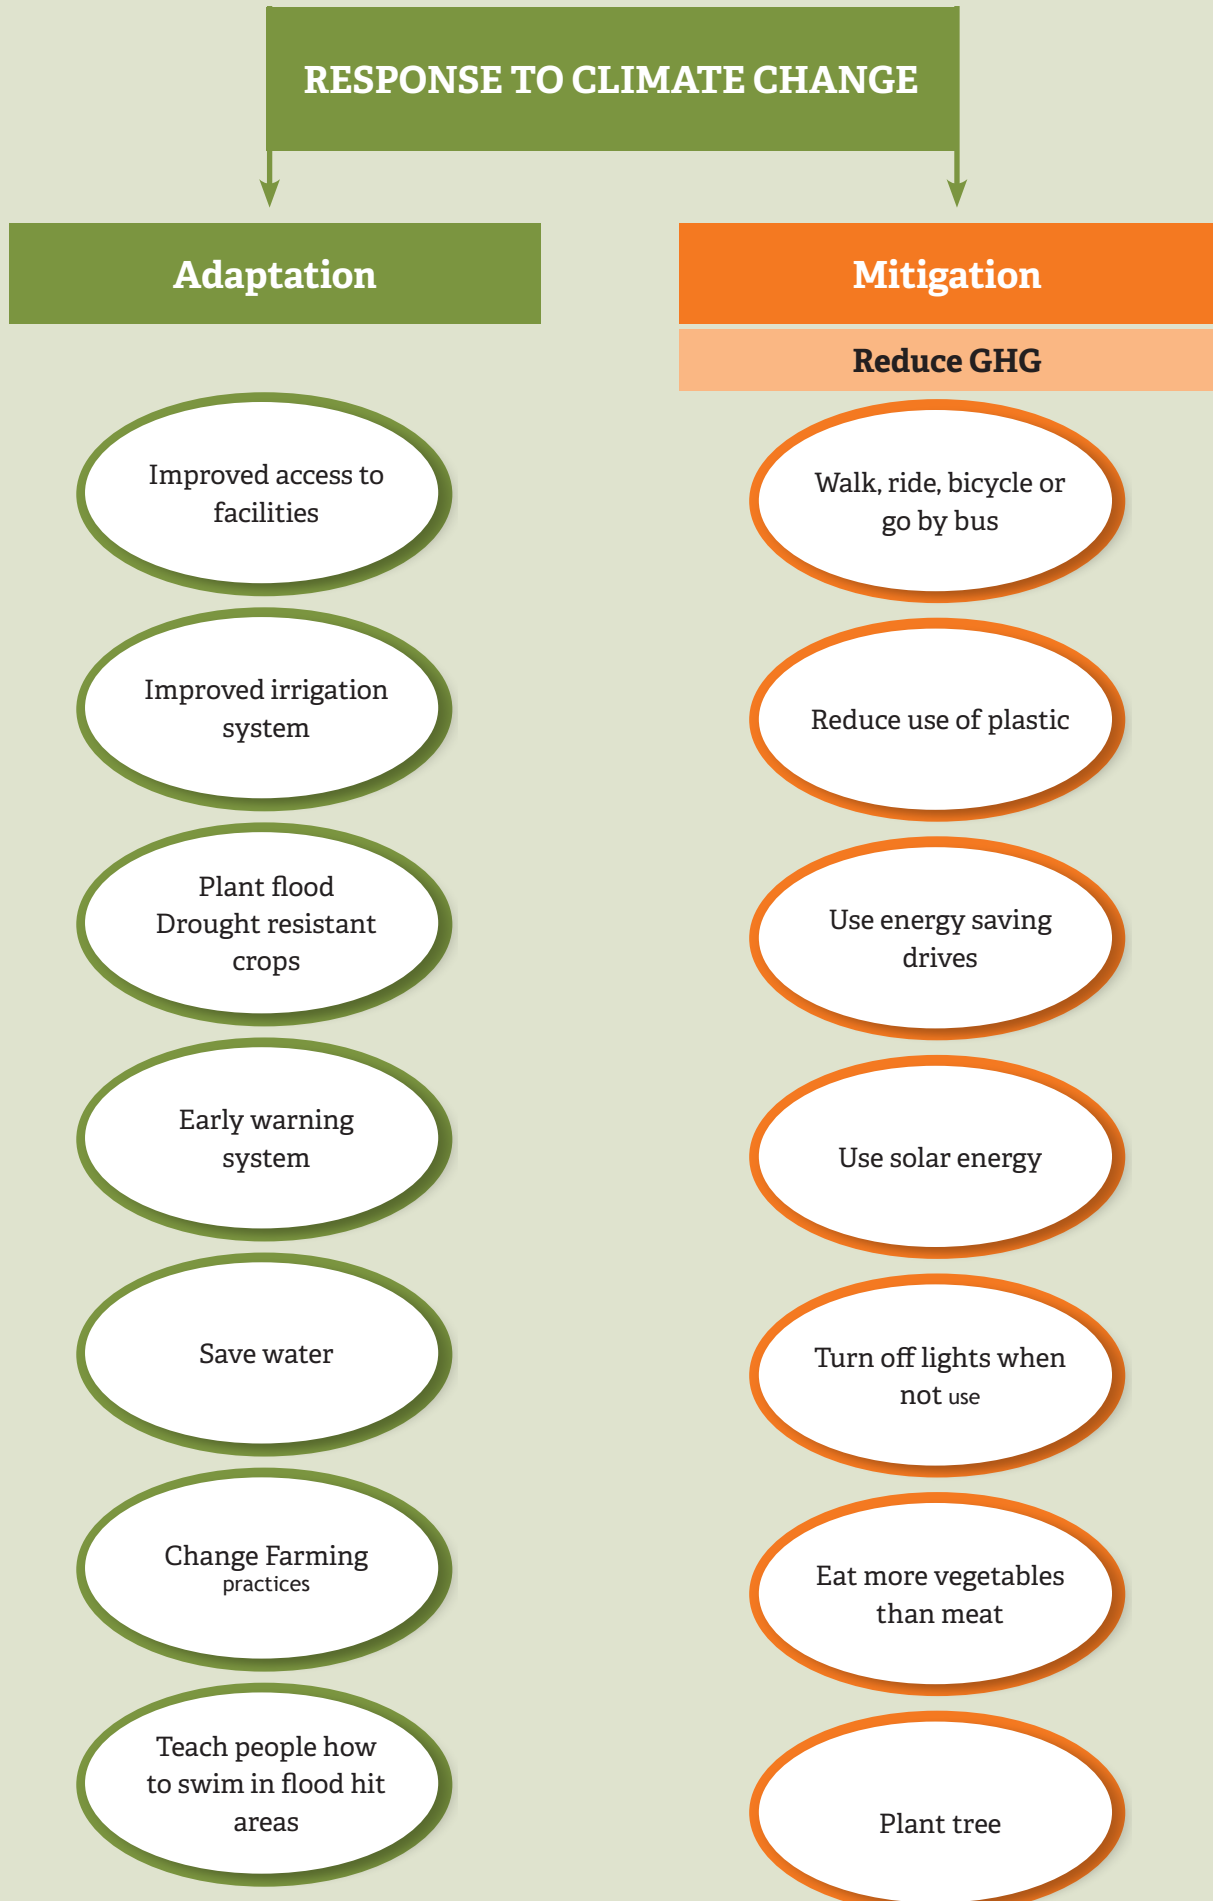 RESPONSE TO CLIMATE CHANGE
Adaptation
Improved access to
facilities
Improved irrigation
system
Plant flood
Drought resistant
crops
Early warning
system
Save water
Change Farming
practices
Teach people how
to swim in flood hit
areas
Mitigation
Reduce GHG
Walk, ride, bicycle or
go by bus
Reduce use of plastic
Use energy saving
drives
Use solar energy
Turn off lights when
not use
Eat more vegetables
than meat
Plant tree